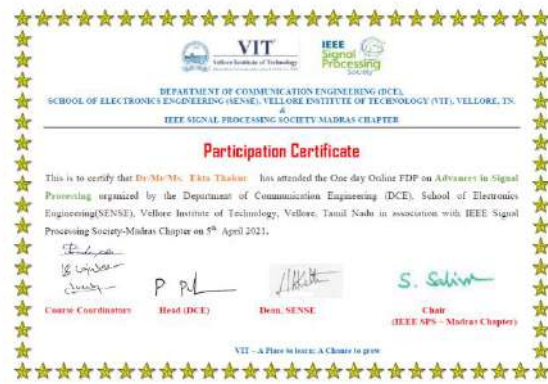 VIT
Vellore Institute of Technology
IEEE
Signal
Processing
Society
DEPARTMENT OF COMMUNICATION ENGINEERING (DCE),
SCHOOL OF ELECTRONICS ENGINEERING (SENSE), VELLORE INSTITUTE OF TECHNOLOGY (VIT), VELLORE, TN.
&
IEEE SIGNAL PROCESSING SOCIETY MADRAS CHAPTER
Participation Certificate
This is to certify that Dr/Mr/Ms. Ekta Thakur has attended the One day Online FDP on Advances in Signal
Processing organized by the Department of Communication Engineering (DCE), School of Electronics
Engineering(SENSE), Vellore Institute of Technology, Vellore, Tamil Nadu in association with IEEE Signal
Processing Society-Madras Chapter on 5th April 2021.
S. Salim
Course Coordinators Head (DCE) Dean, SENSE Chair
(IEEE SPS – Madras Chapter)
VIT – A Place to learn; A Chance to grow